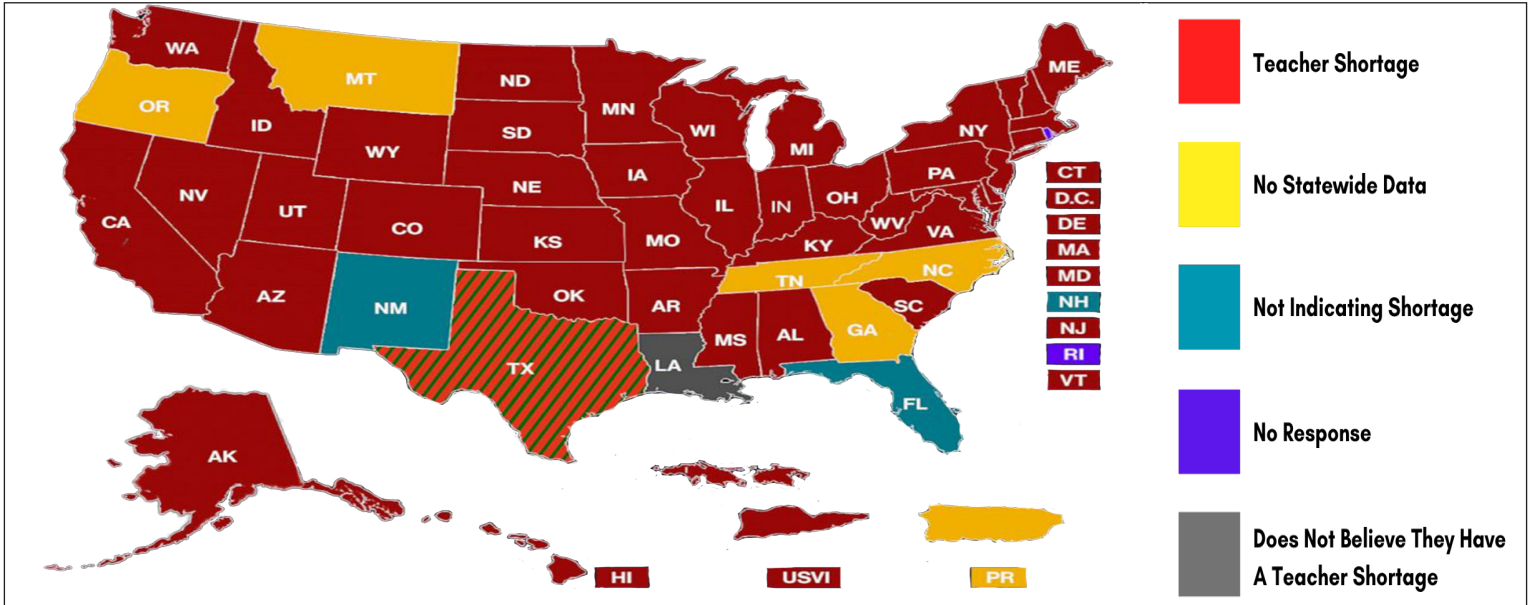 WA
MT
ND
MN
ME
OR
ID
SD
WI
NY
WY
MI
IA
PA
NE
NV
UT
IL
IN
OH
CA
CO
WV
VA
KS
MO
KY
AZ
NM
OK
TN
NC
AR
SC
MS
AL
GA
TX
LA
FL
AK
CT
D.C.
DE
MA
MD
NH
NJ
RI
VT
HI
USVI
PR
Teacher Shortage
No Statewide Data
Not Indicating Shortage
No Response
Does Not Believe They Have
A Teacher Shortage